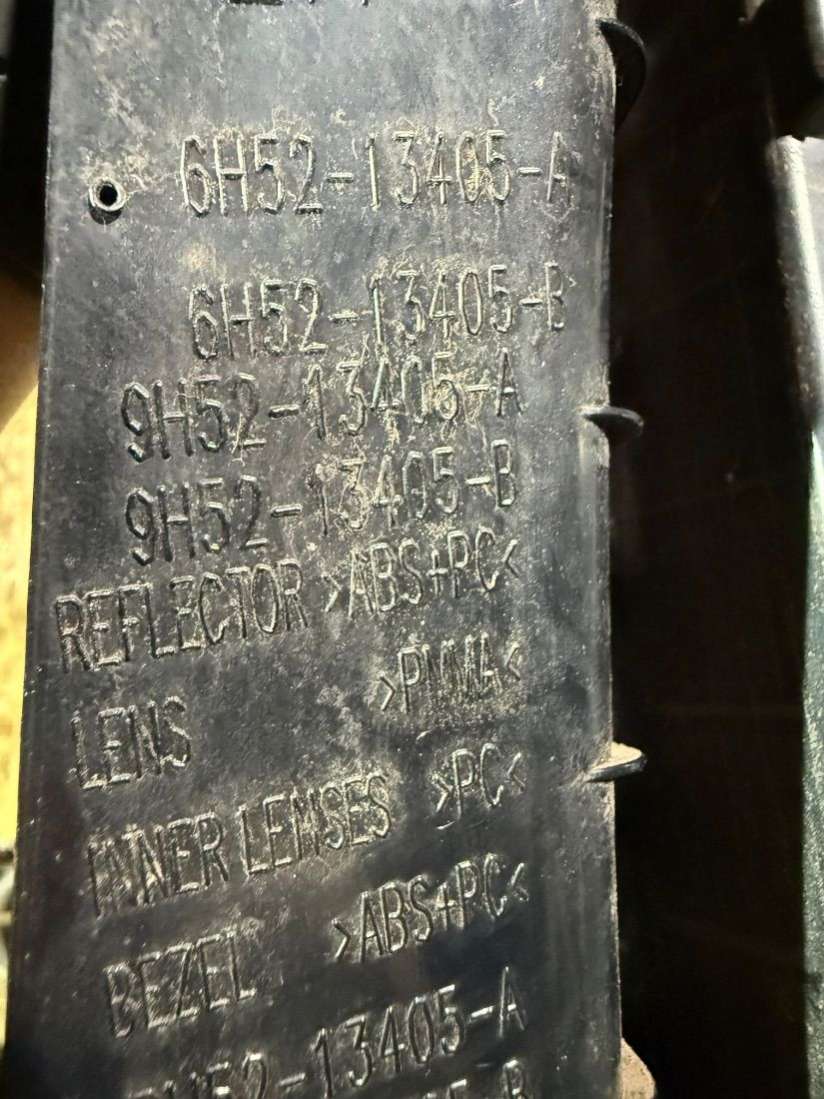 6H52-13405-A
6H52-13405-B
9H52-13405-A
9H52-13405-B
REFLECTOR >ABS+PC<
LENS >PMMA<
INNER LEMSES >PC<
BEZEL >ABS+PC<
H52-13405-A